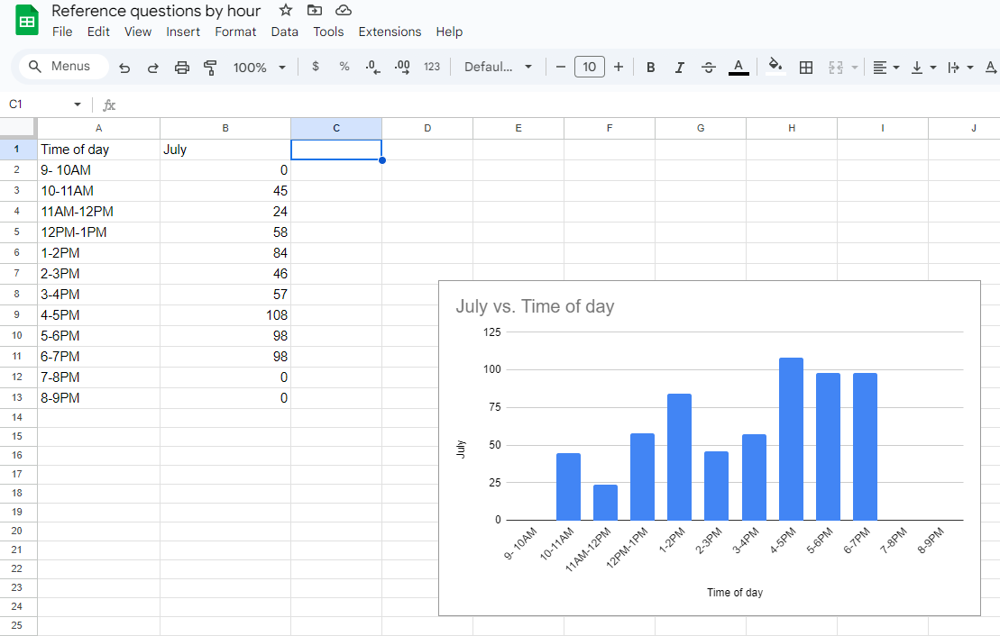 Reference questions by hour
File Edit View Insert Format Data Tools Extensions Help
Menus 100% $ % .0 .00 123 Defaul... 10 B I S A A
C1 fx
A B C D E F G H I J
1 Time of day July
2 9- 10AM 0
3 10-11AM 45
4 11AM-12PM 24
5 12PM-1PM 58
6 1-2PM 84
7 2-3PM 46
8 3-4PM 57
9 4-5PM 108
10 5-6PM 98
11 6-7PM 98
12 7-8PM 0
13 8-9PM 0
14
15
16
17
18
19
20
21
22
23
24
25
July vs. Time of day
125
100
75
50
25
0
July
9- 10AM 10-11AM 11AM-12PM 12PM-1PM 1-2PM 2-3PM 3-4PM 4-5PM 5-6PM 6-7PM 7-8PM 8-9PM
Time of day